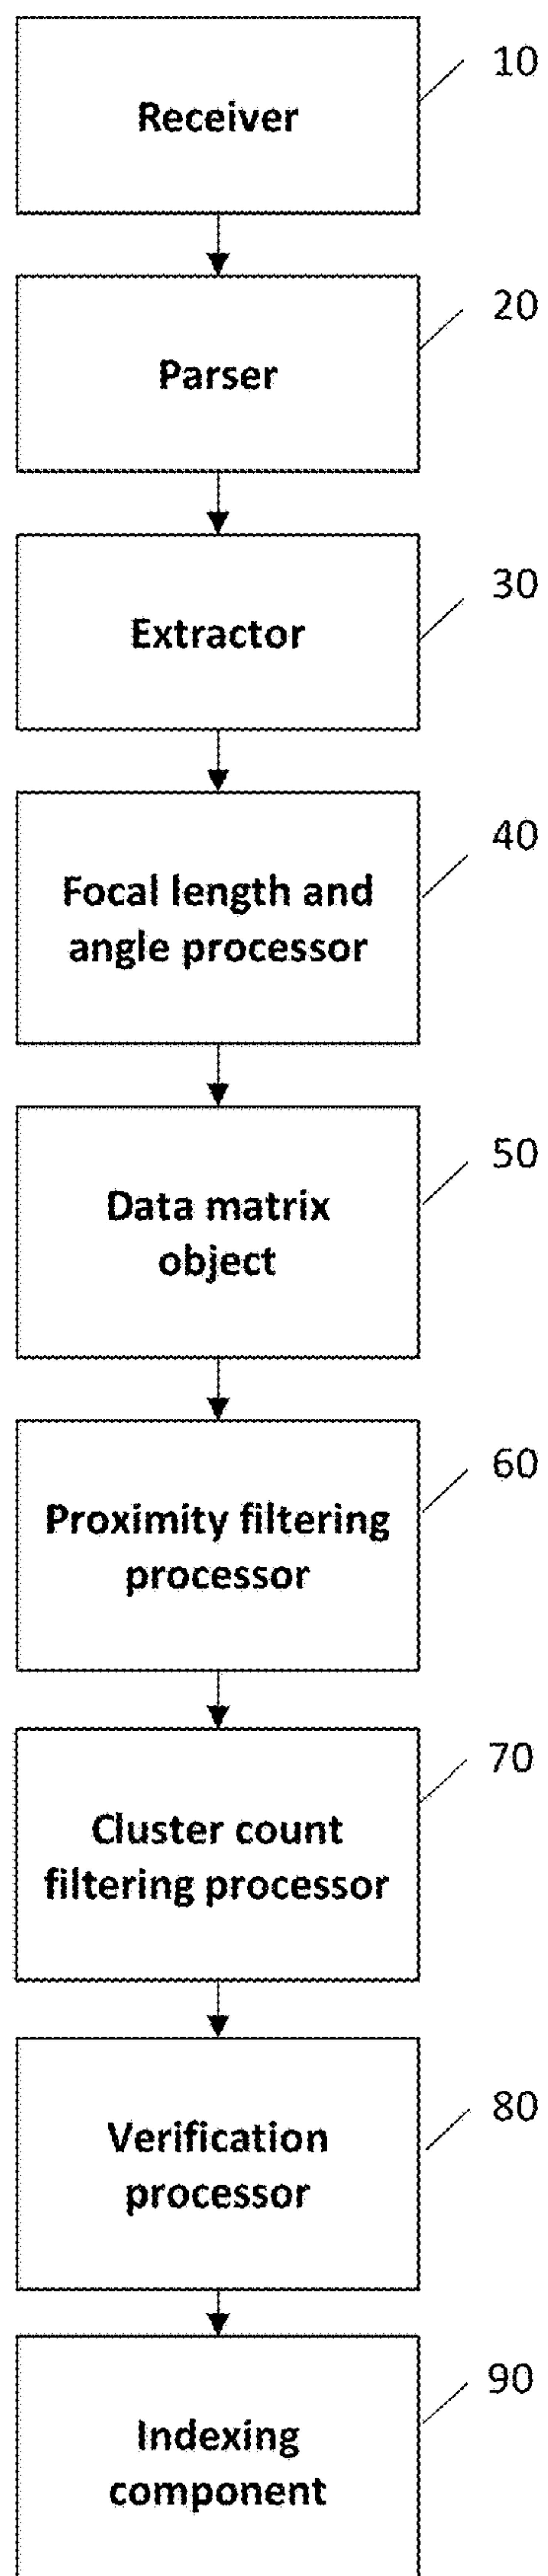 Receiver
10
Parser
20
Extractor
30
Focal length and
angle processor
40
Data matrix
object
50
Proximity filtering
processor
60
Cluster count
filtering processor
70
Verification
processor
80
Indexing
component
90